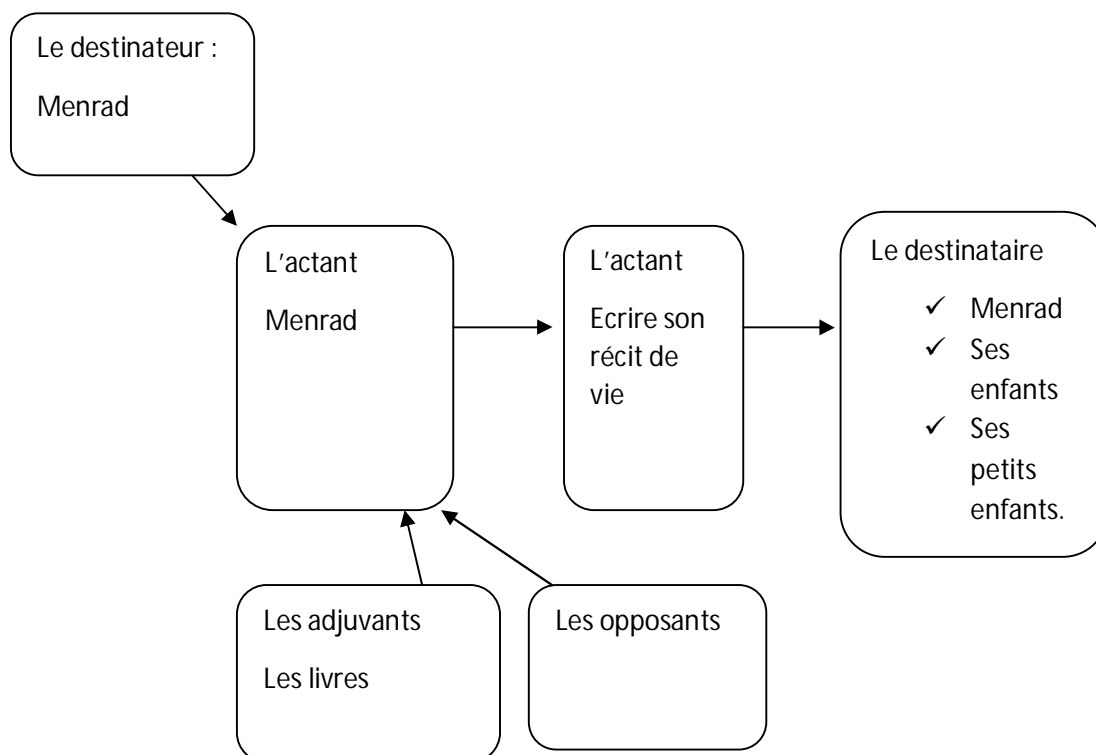 Le destinateur :
Menrad
L'actant
Menrad
L'actant
Ecrire son
récit de
vie
Le destinataire
✓ Menrad
✓ Ses
enfants
✓ Ses
petits
enfants.
Les adjuvants
Les livres
Les opposants